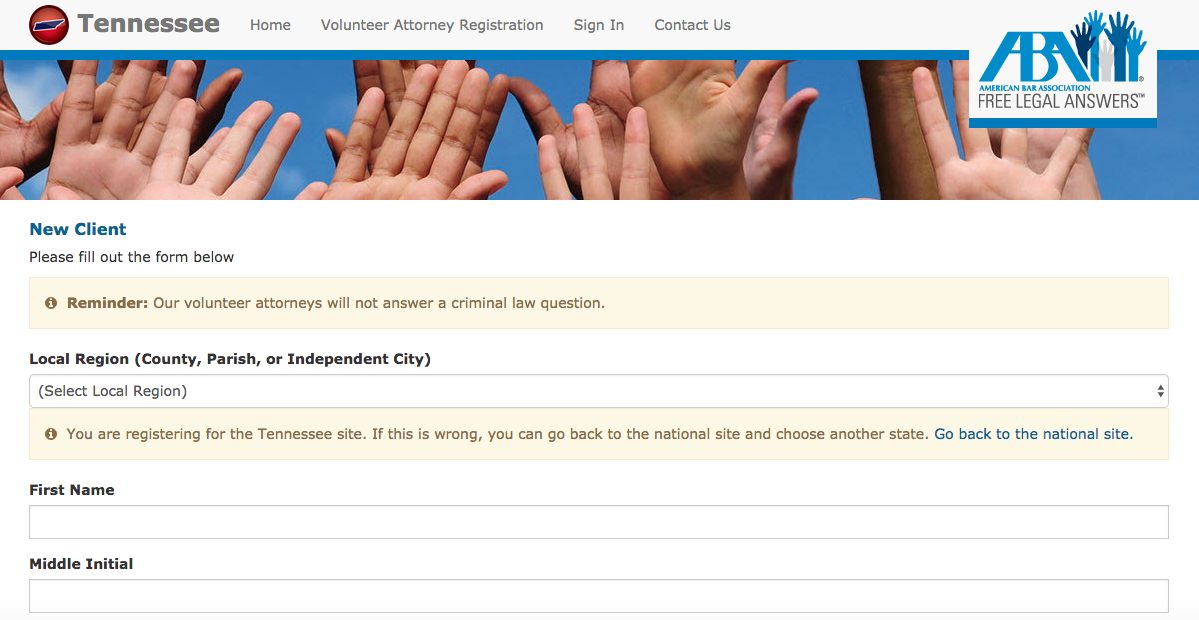 Tennessee Home Volunteer Attorney Registration Sign In Contact Us
ABA®
AMERICAN BAR ASSOCIATION
FREE LEGAL ANSWERS™
New Client
Please fill out the form below
Reminder: Our volunteer attorneys will not answer a criminal law question.
Local Region (County, Parish, or Independent City)
(Select Local Region)
You are registering for the Tennessee site. If this is wrong, you can go back to the national site and choose another state. Go back to the national site.
First Name
Middle Initial